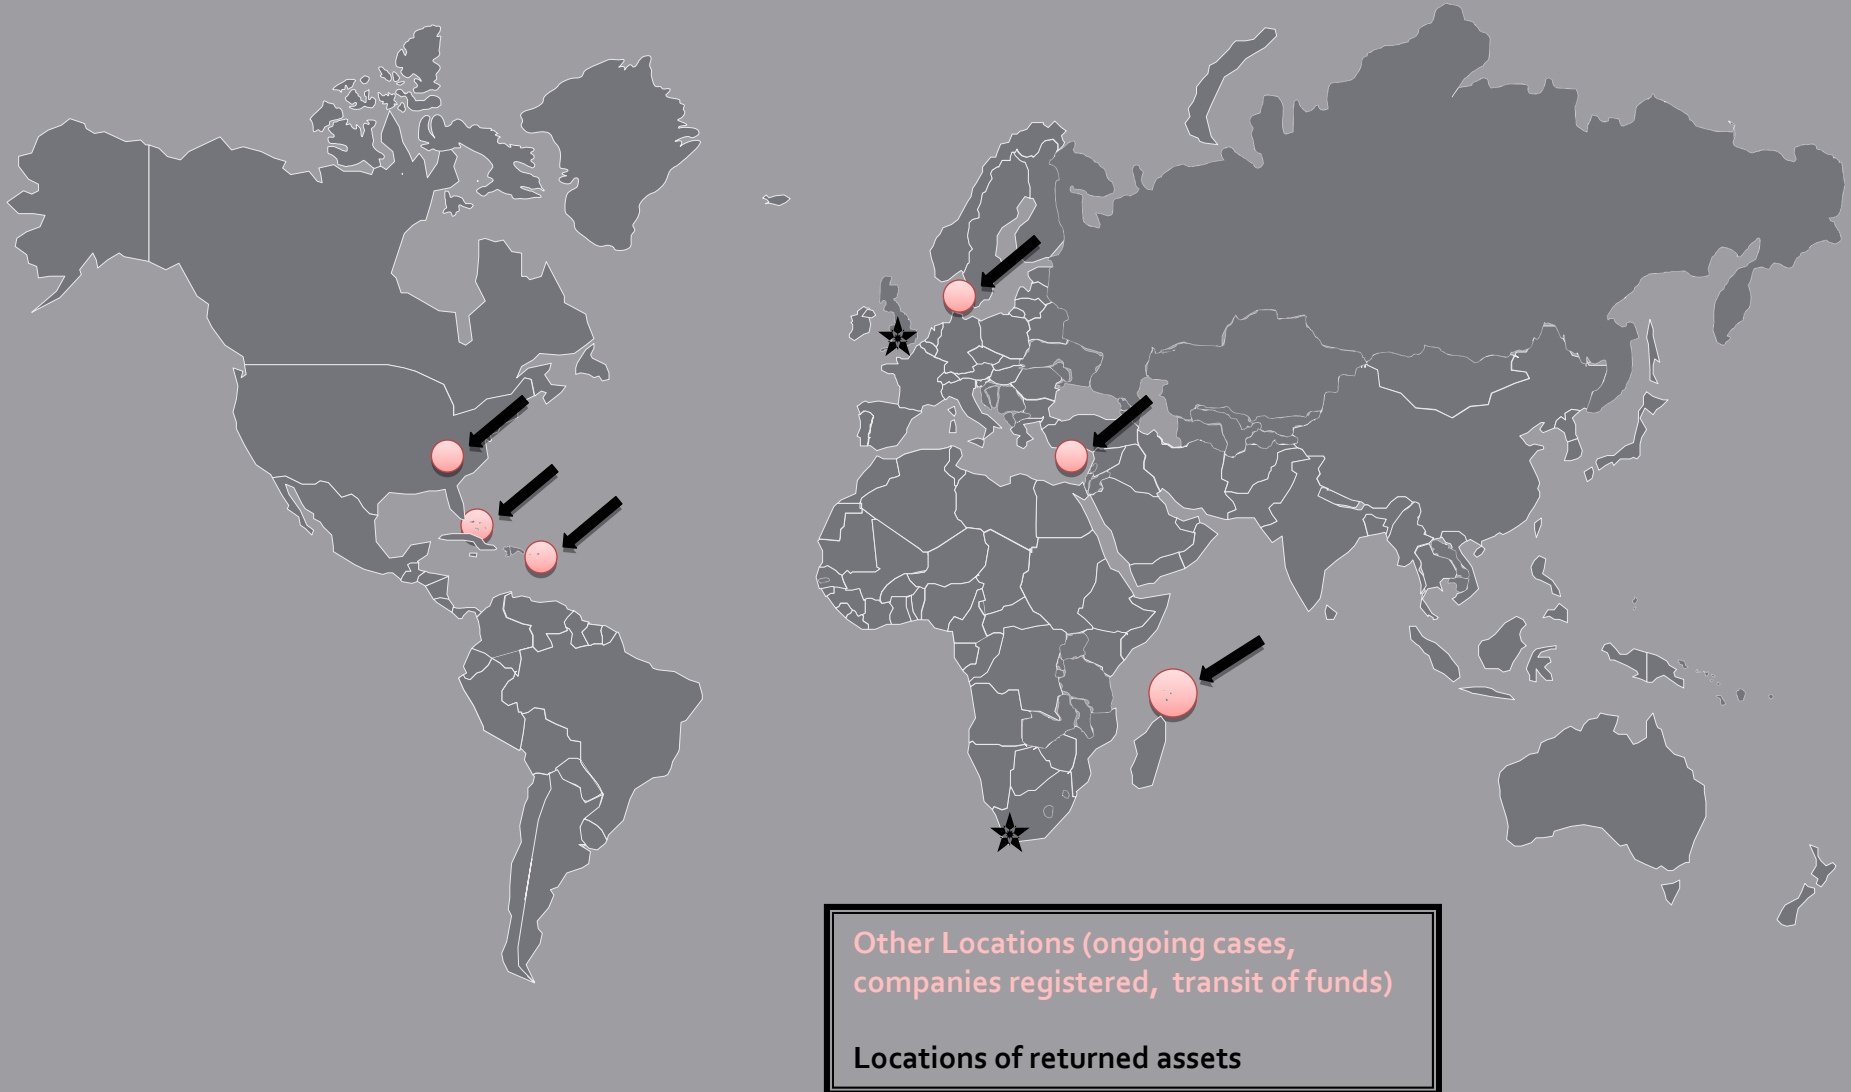 Other Locations (ongoing cases,
companies registered, transit of funds)
Locations of returned assets